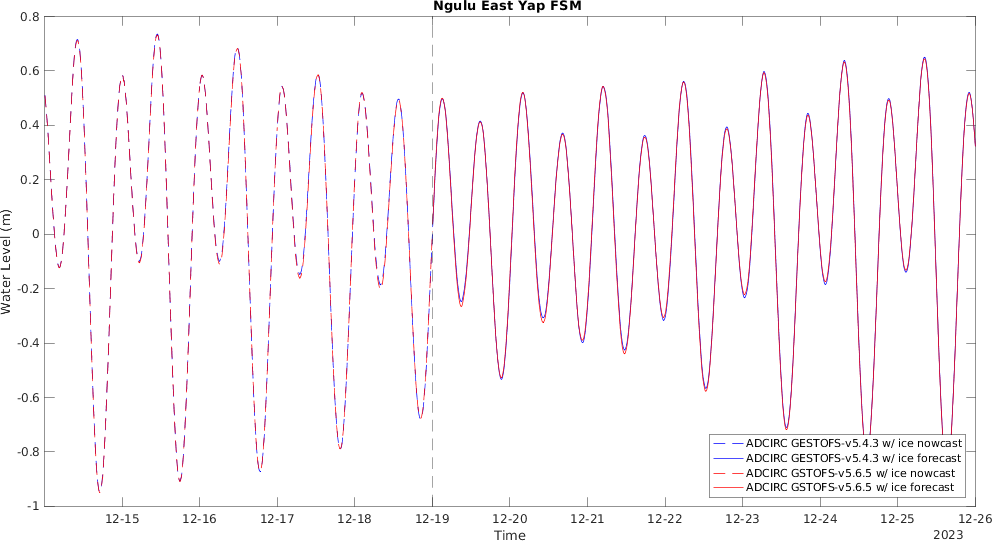 Ngulu East Yap FSM
Water Level (m)
0.8
0.6
0.4
0.2
0
-0.2
-0.4
-0.6
-0.8
-1
ADCIRC GESTOFS-v5.4.3 w/ ice nowcast
ADCIRC GESTOFS-v5.4.3 w/ ice forecast
ADCIRC GSTOFS-v5.6.5 w/ ice nowcast
ADCIRC GSTOFS-v5.6.5 w/ ice forecast
12-15 12-16 12-17 12-18 12-19 12-20 12-21 12-22 12-23 12-24 12-25 12-26
Time
2023